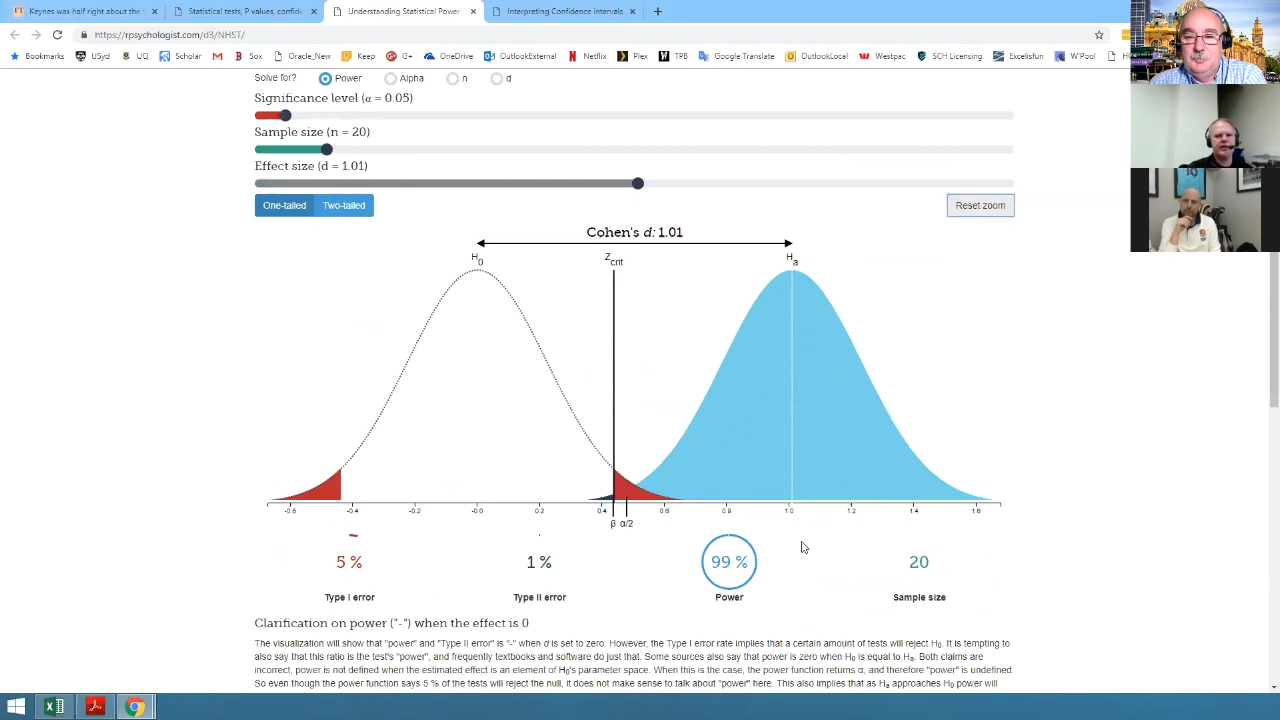 Keynes was half right about the
Statistical tests, P values, confide
Understanding Statistical Power
Interpreting Confidence Intervals
https://rpsychologist.com/d3/NHST/
Bookmarks USyd UQ Scholar Oracle_New Keep G+ OutlookExternal Netflix Plex TPB Google Translate OutlookLocal Westpac SCH Licensing Excelisfun W'Pool
Solve for? Power Alpha n d
Significance level (α = 0.05)
Sample size (n = 20)
Effect size (d = 1.01)
One-tailed Two-tailed Reset zoom
Cohen's d: 1.01
H0 Zcrit Ha
-0.6 -0.4 -0.2 -0.0 0.2 0.4 0.6 0.8 1.0 1.2 1.4 1.6
β α/2
5 % 1 % 99 % 20
Type I error Type II error Power Sample size
Clarification on power ("-") when the effect is 0
The visualization will show that "power" and "Type II error" is "-" when d is set to zero. However, the Type I error rate implies that a certain amount of tests will reject H0. It is tempting to
also say that this ratio is the test's "power", and frequently textbooks and software do just that. Some sources also say that power is zero when H0 is equal to Ha. Both claims are
incorrect, power is not defined when the estimated effect is an element of H0's parameter space. When this is the case, the power function returns α, and therefore "power" is undefined.
So even though the power function says 5 % of the tests will reject the null, it does not make sense to talk about "power" here. This also implies that as Ha approaches H0 power will